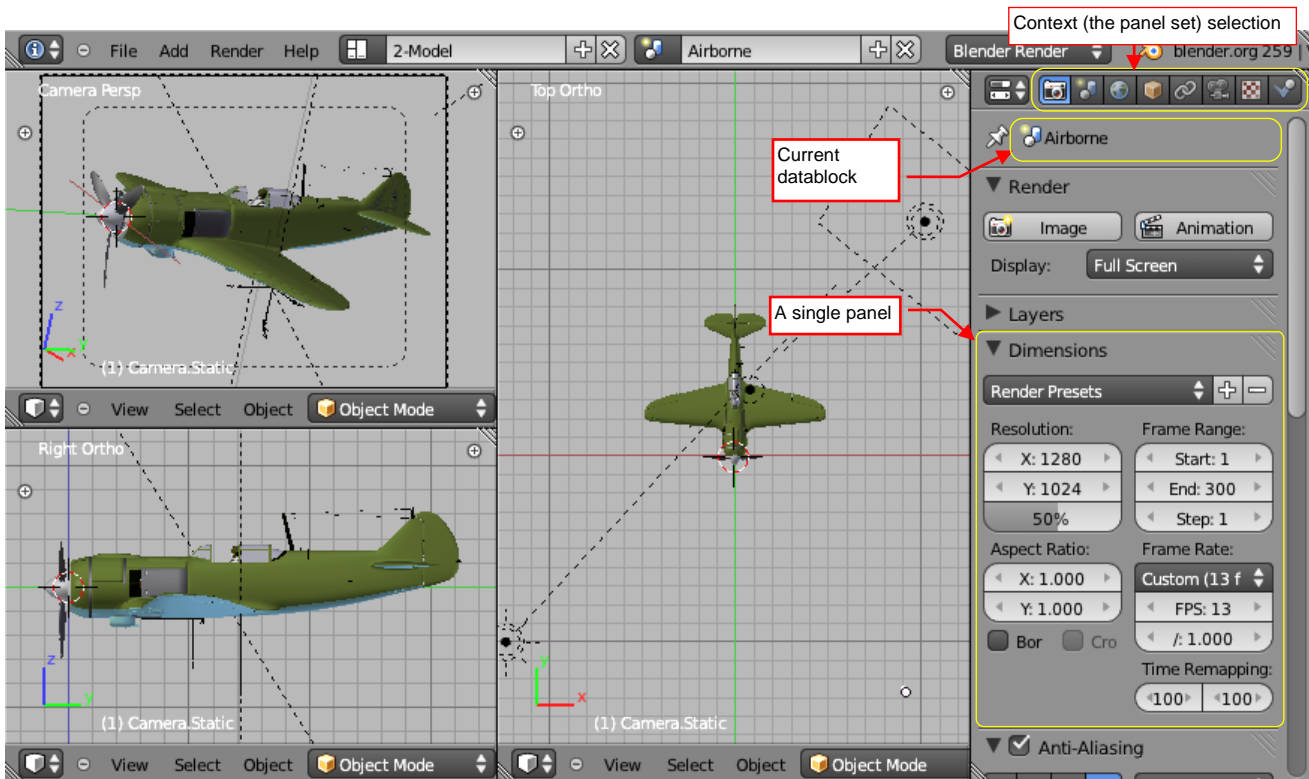 Context (the panel set) selection
File Add Render Help 2-Model Airborne Blender Render blender.org 259
Camera Persp
z
y
x
(1) Camera.Static
View Select Object Object Mode
Right Ortho
z
y
(1) Camera.Static
View Select Object Object Mode
Top Ortho
Current
datablock
A single panel
y
x
(1) Camera.Static
View Select Object Object Mode
Airborne
Render
Image Animation
Display: Full Screen
Layers
Dimensions
Render Presets
Resolution: Frame Range:
X: 1280 Start: 1
Y: 1024 End: 300
50% Step: 1
Aspect Ratio: Frame Rate:
X: 1.000 Custom (13 f
Y: 1.000 FPS: 13
Bor Cro /: 1.000
Time Remapping:
100 100
Anti-Aliasing